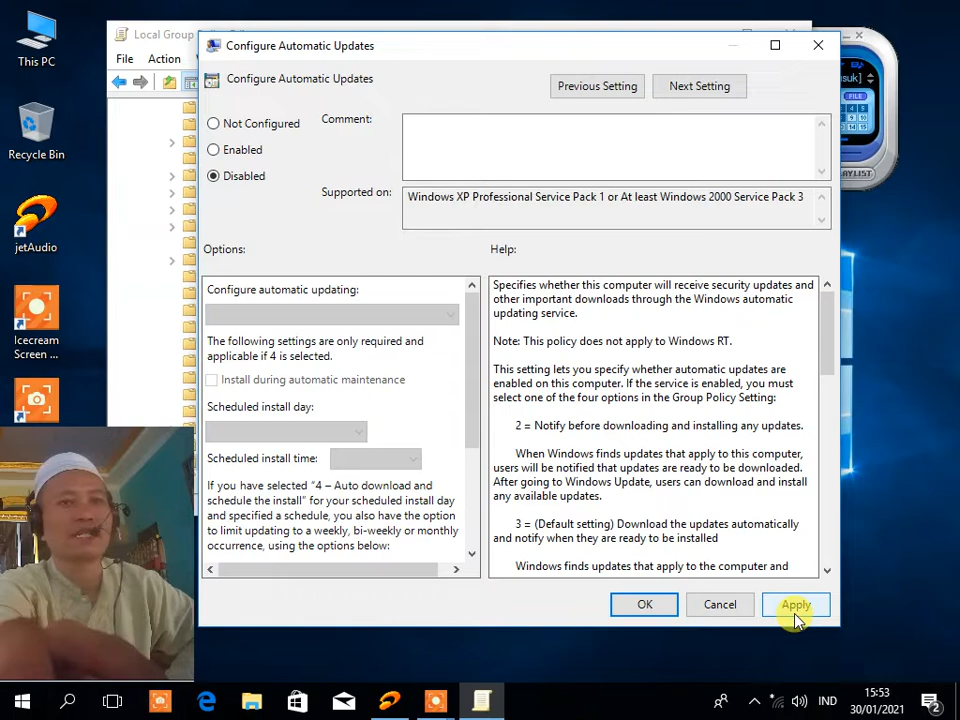 This PC
Recycle Bin
jetAudio
Icecream
Screen ...
Local Group
File
Action
Configure Automatic Updates
Configure Automatic Updates
Previous Setting
Next Setting
Not Configured
Enabled
Disabled
Comment:
Supported on:
Windows XP Professional Service Pack 1 or At least Windows 2000 Service Pack 3
Options:
Help:
Configure automatic updating:
The following settings are only required and
applicable if 4 is selected.
Install during automatic maintenance
Scheduled install day:
Scheduled install time:
If you have selected “4 – Auto download and
schedule the install” for your scheduled install day
and specified a schedule, you also have the option
to limit updating to a weekly, bi-weekly or monthly
occurrence, using the options below:
Specifies whether this computer will receive security updates and
other important downloads through the Windows automatic
updating service.
Note: This policy does not apply to Windows RT.
This setting lets you specify whether automatic updates are
enabled on this computer. If the service is enabled, you must
select one of the four options in the Group Policy Setting:
2 = Notify before downloading and installing any updates.
When Windows finds updates that apply to this computer,
users will be notified that updates are ready to be downloaded.
After going to Windows Update, users can download and install
any available updates.
3 = (Default setting) Download the updates automatically
and notify when they are ready to be installed
Windows finds updates that apply to the computer and
OK
Cancel
Apply
suk]
FILE
PLAYLIST
IND
15:53
30/01/2021
2